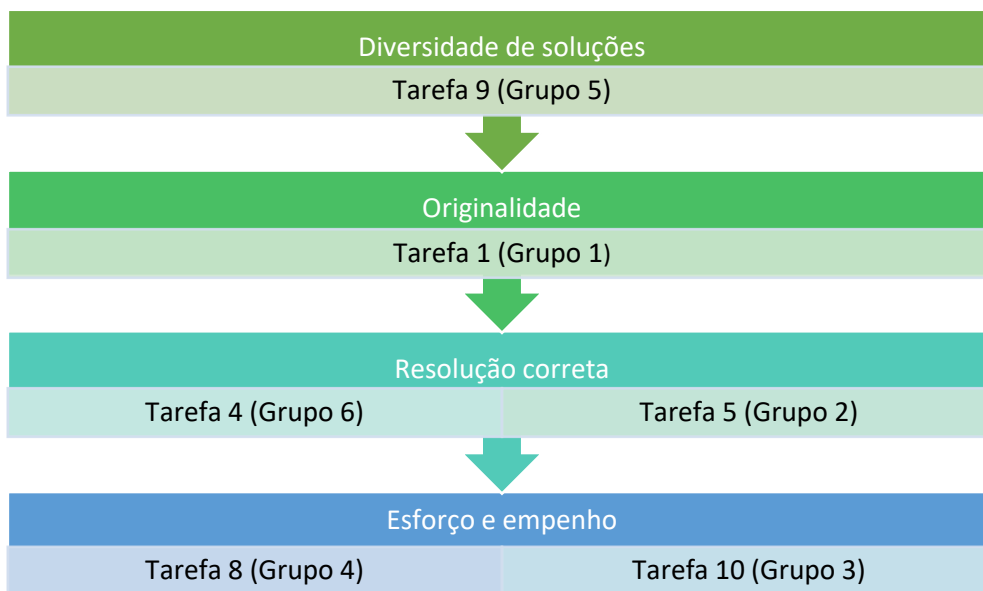 Diversidade de soluções
Tarefa 9 (Grupo 5)
Originalidade
Tarefa 1 (Grupo 1)
Resolução correta
Tarefa 4 (Grupo 6)
Tarefa 5 (Grupo 2)
Esforço e empenho
Tarefa 8 (Grupo 4)
Tarefa 10 (Grupo 3)